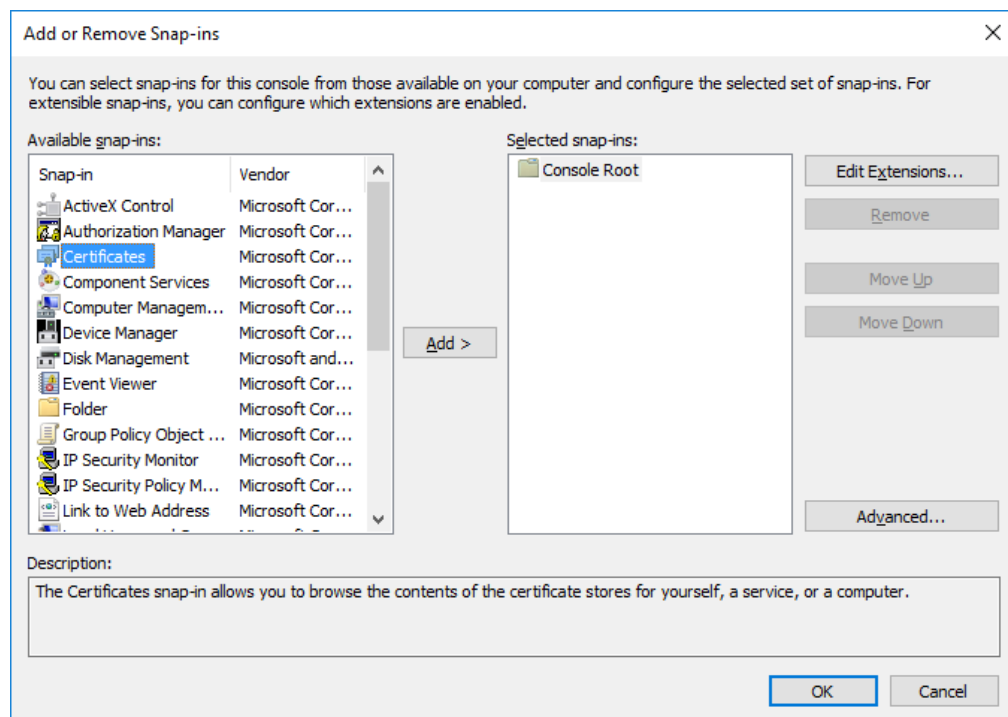 Add or Remove Snap-ins
You can select snap-ins for this console from those available on your computer and configure the selected set of snap-ins. For
extensible snap-ins, you can configure which extensions are enabled.
Available snap-ins:
Snap-in Vendor
ActiveX Control Microsoft Cor...
Authorization Manager Microsoft Cor...
Certificates Microsoft Cor...
Component Services Microsoft Cor...
Computer Managem... Microsoft Cor...
Device Manager Microsoft Cor...
Disk Management Microsoft and...
Event Viewer Microsoft Cor...
Folder Microsoft Cor...
Group Policy Object ... Microsoft Cor...
IP Security Monitor Microsoft Cor...
IP Security Policy M... Microsoft Cor...
Link to Web Address Microsoft Cor...
Add >
Selected snap-ins:
Console Root
Edit Extensions...
Remove
Move Up
Move Down
Advanced...
Description:
The Certificates snap-in allows you to browse the contents of the certificate stores for yourself, a service, or a computer.
OK
Cancel